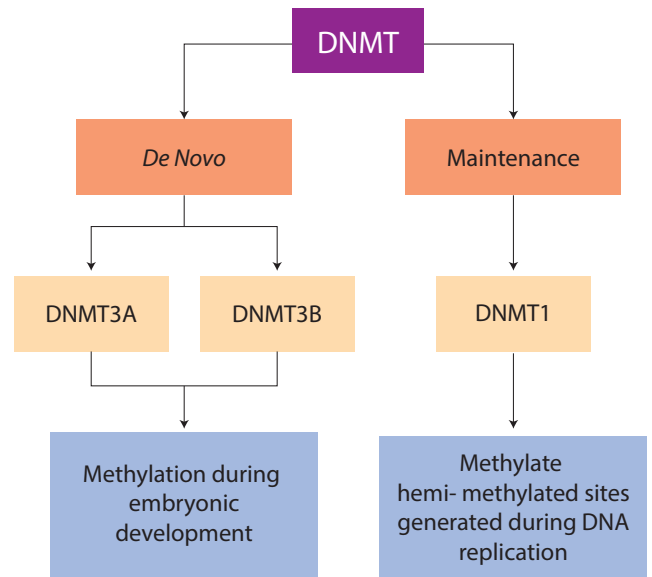 DNMT
De Novo
Maintenance
DNMT3A
DNMT3B
DNMT1
Methylation during
embryonic
development
Methylate
hemi- methylated sites
generated during DNA
replication